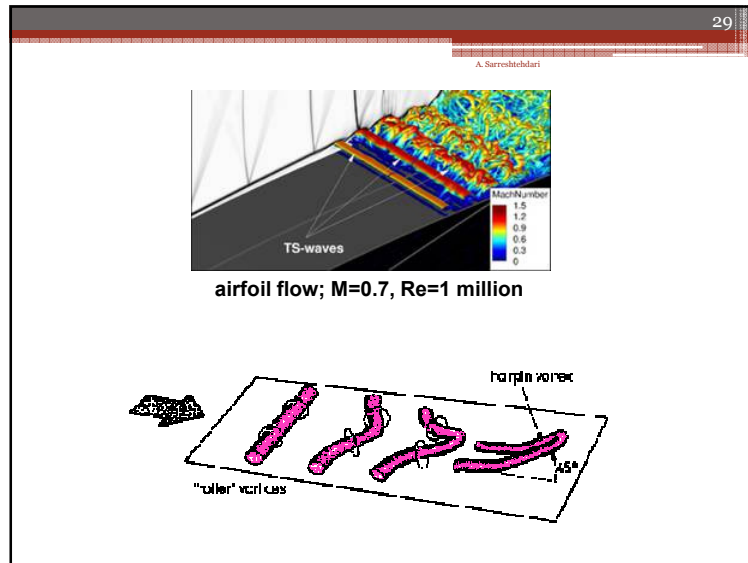 29
A. Sarreshtehdari
TS-waves
MachNumber
1.5
1.2
0.9
0.6
0.3
0
airfoil flow; M=0.7, Re=1 million
hairpin vortex
45°
"roller" vortices